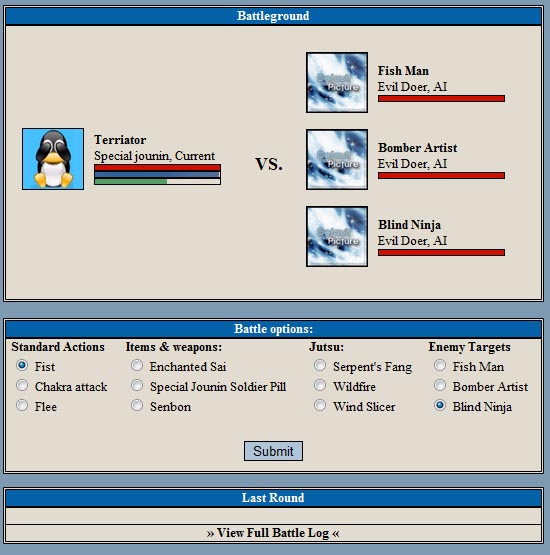 Battleground
Terriator
Special jounin, Current
VS.
Fish Man
Evil Doer, AI
Bomber Artist
Evil Doer, AI
Blind Ninja
Evil Doer, AI
Default Picture
Default Picture
Default Picture
Battle options:
Standard Actions Items & weapons: Jutsu: Enemy Targets
Fist Enchanted Sai Serpent's Fang Fish Man
Chakra attack Special Jounin Soldier Pill Wildfire Bomber Artist
Flee Senbon Wind Slicer Blind Ninja
Submit
Last Round
» View Full Battle Log «